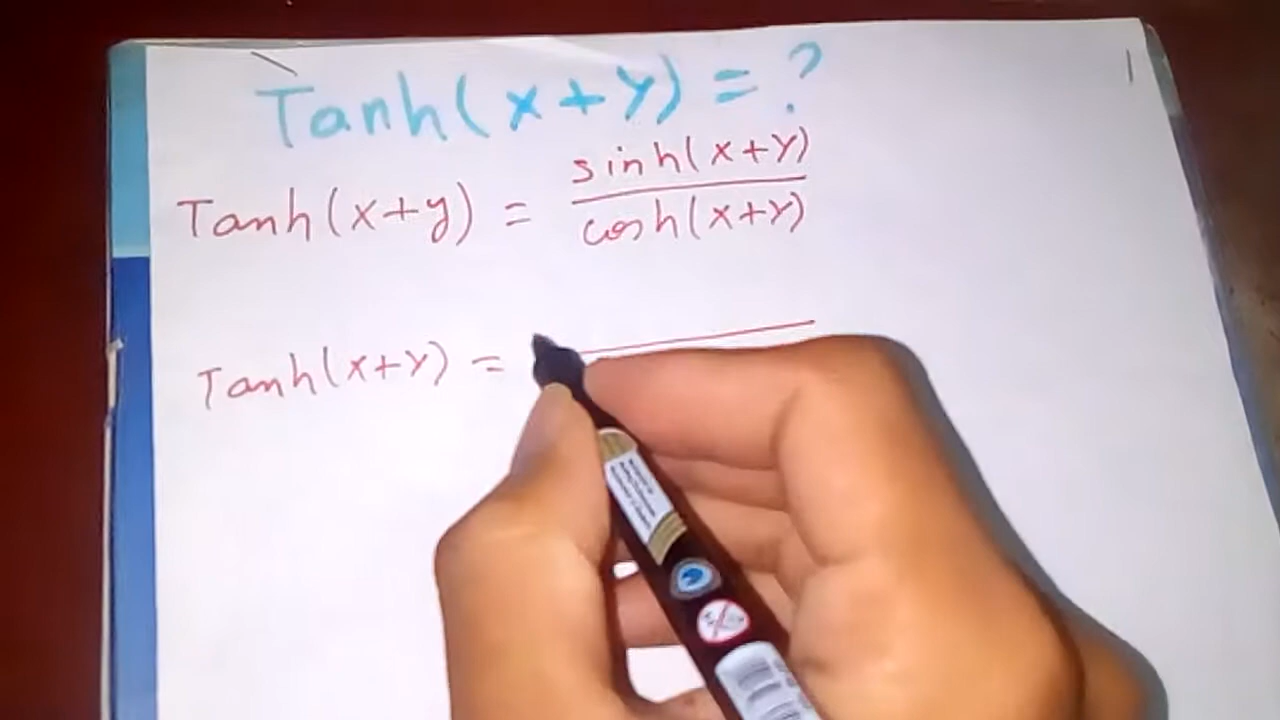 Tanh(x+y) = ?
Tanh(x+y) = sinh(x+y)
cosh(x+y)
Tanh(x+y) =